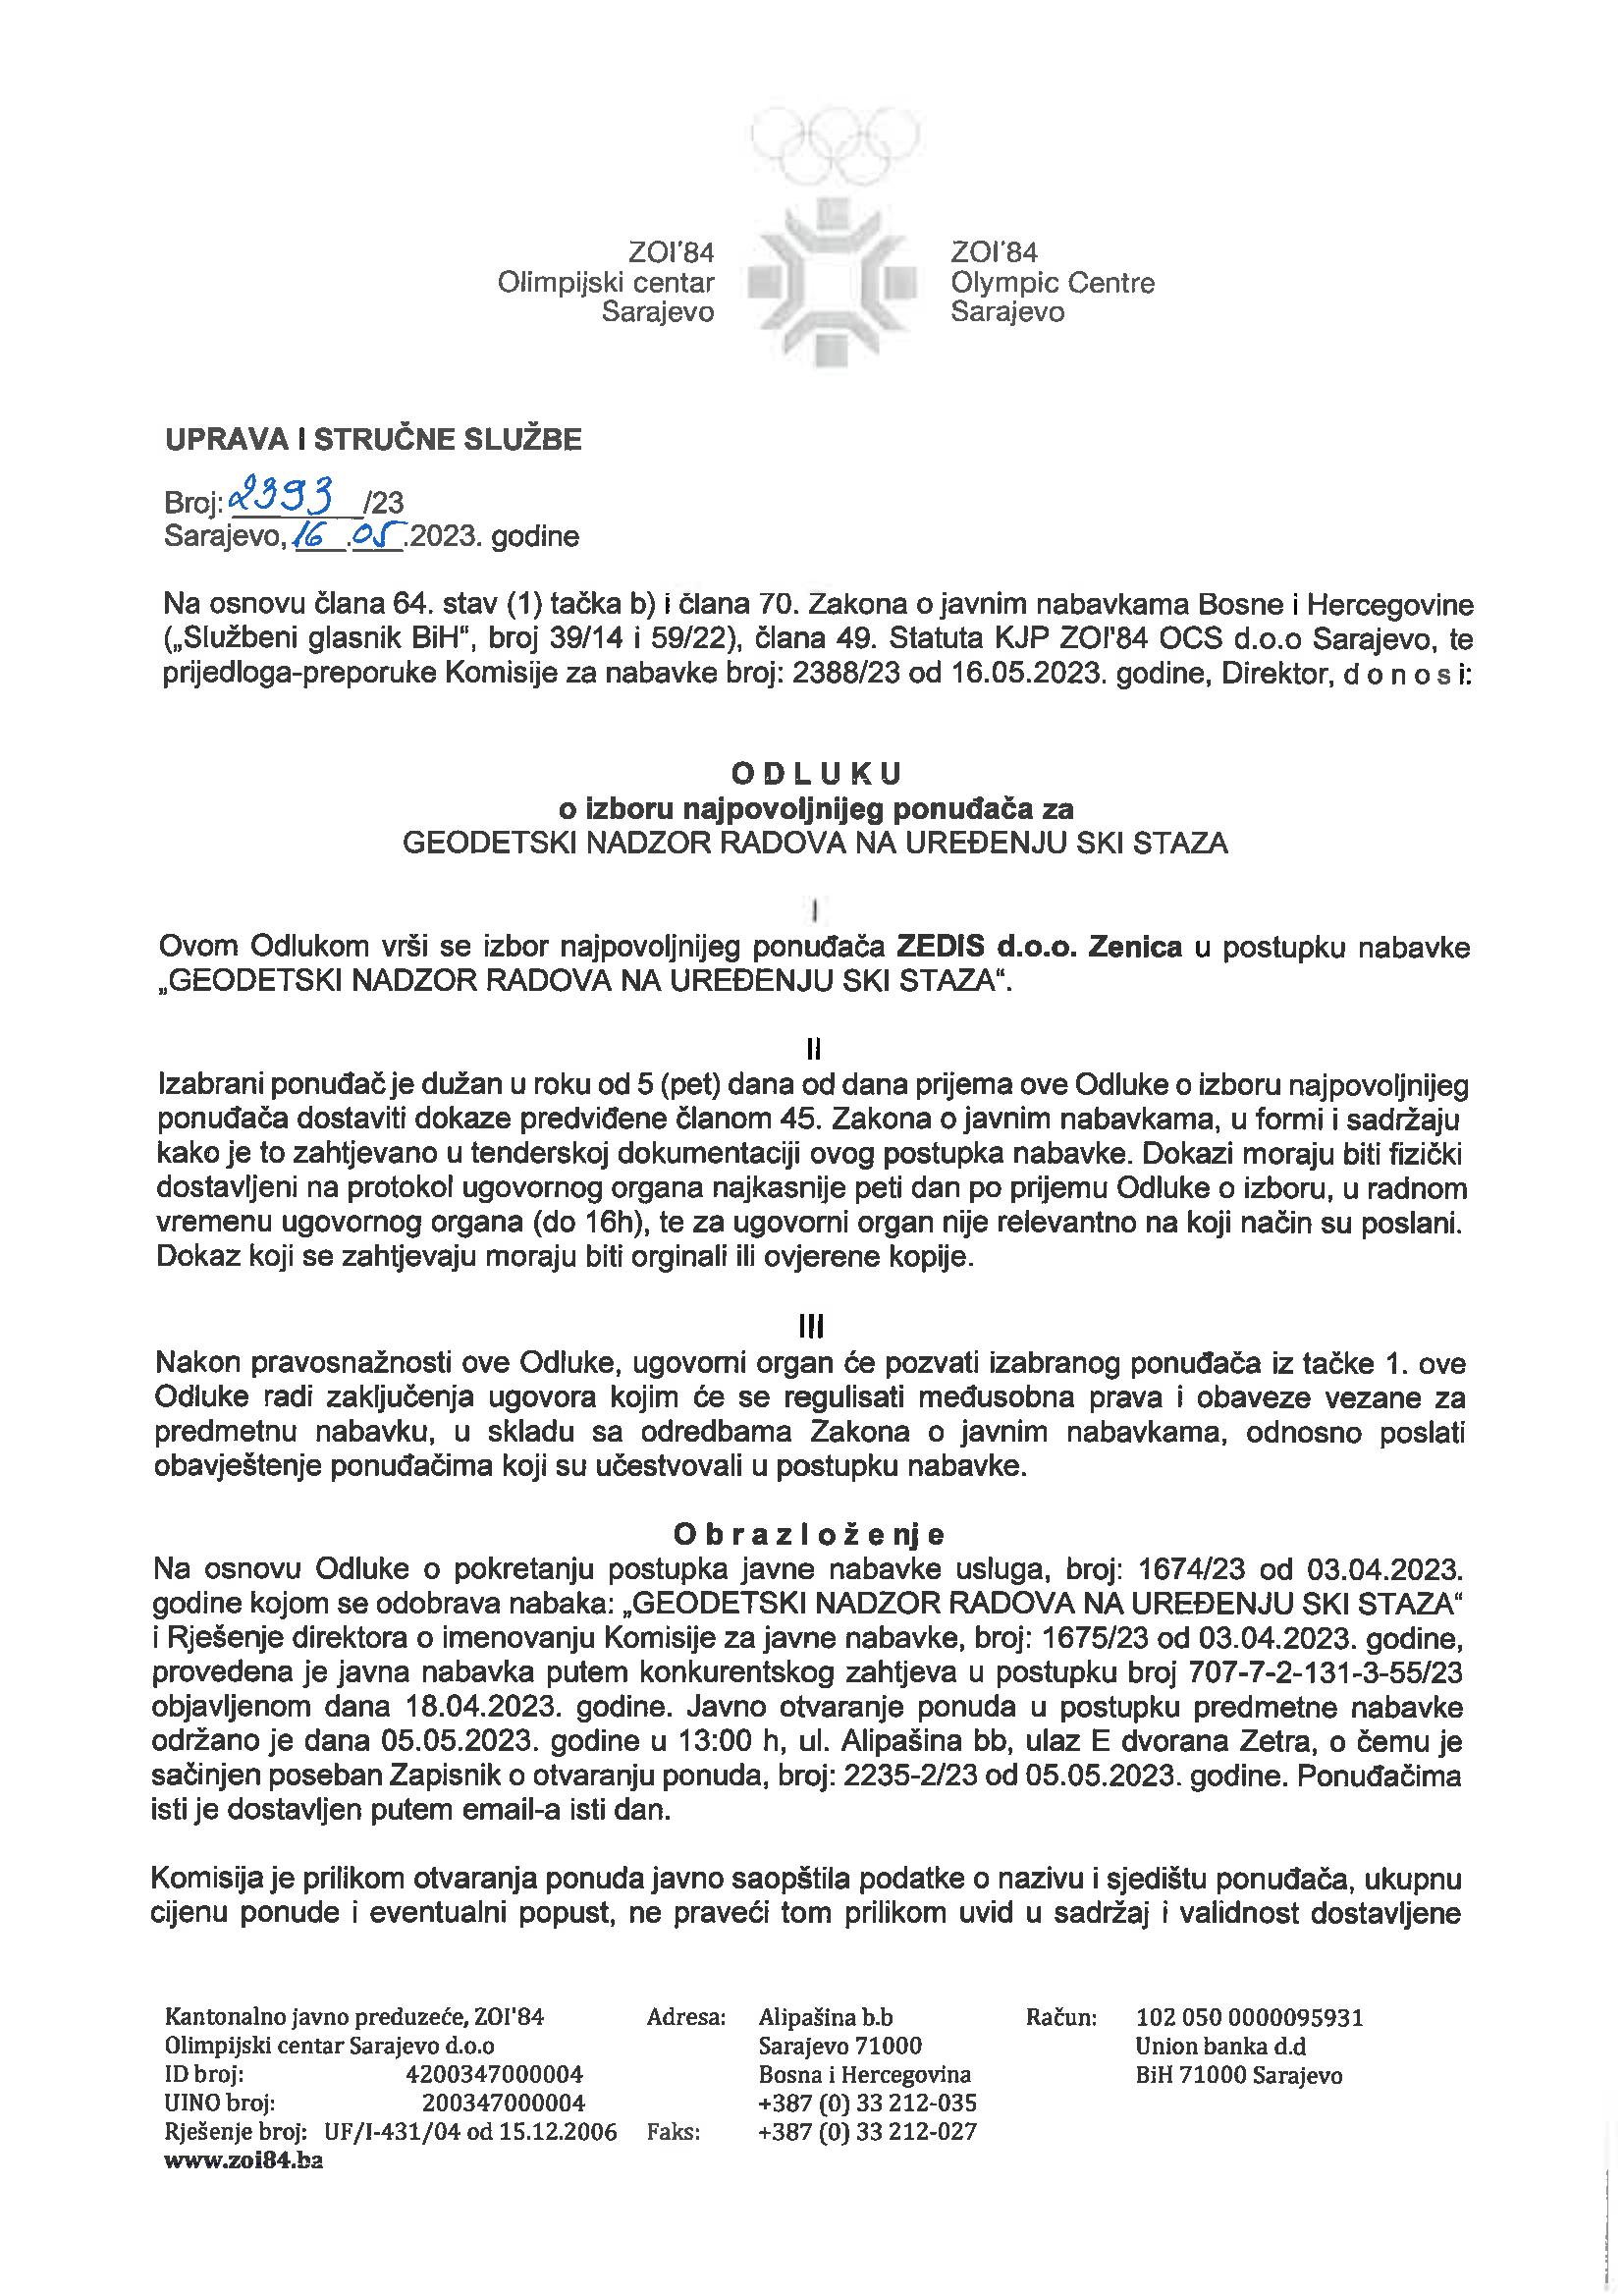 ZOI'84
Olimpijski centar
Sarajevo
ZOI'84
Olympic Centre
Sarajevo
UPRAVA I STRUČNE SLUŽBE
Broj: 2393 /23
Sarajevo, 16 .05.2023. godine
Na osnovu člana 64. stav (1) tačka b) i člana 70. Zakona o javnim nabavkama Bosne i Hercegovine
(„Službeni glasnik BiH“, broj 39/14 i 59/22), člana 49. Statuta KJP ZOI'84 OCS d.o.o Sarajevo, te
prijedloga-preporuke Komisije za nabavke broj: 2388/23 od 16.05.2023. godine, Direktor, d o n o s i:
O D L U K U
o izboru najpovoljnijeg ponuđača za
GEODETSKI NADZOR RADOVA NA UREĐENJU SKI STAZA
I
Ovom Odlukom vrši se izbor najpovoljnijeg ponuđača ZEDIS d.o.o. Zenica u postupku nabavke
„GEODETSKI NADZOR RADOVA NA UREĐENJU SKI STAZA“.
II
Izabrani ponuđač je dužan u roku od 5 (pet) dana od dana prijema ove Odluke o izboru najpovoljnijeg
ponuđača dostaviti dokaze predviđene članom 45. Zakona o javnim nabavkama, u formi i sadržaju
kako je to zahtjevano u tenderskoj dokumentaciji ovog postupka nabavke. Dokazi moraju biti fizički
dostavljeni na protokol ugovornog organa najkasnije peti dan po prijemu Odluke o izboru, u radnom
vremenu ugovornog organa (do 16h), te za ugovorni organ nije relevantno na koji način su poslani.
Dokaz koji se zahtjevaju moraju biti orginali ili ovjerene kopije.
III
Nakon pravosnažnosti ove Odluke, ugovorni organ će pozvati izabranog ponuđača iz tačke 1. ove
Odluke radi zaključenja ugovora kojim će se regulisati međusobna prava i obaveze vezane za
predmetnu nabavku, u skladu sa odredbama Zakona o javnim nabavkama, odnosno poslati
obavještenje ponuđačima koji su učestvovali u postupku nabavke.
O b r a z l o ž e nj e
Na osnovu Odluke o pokretanju postupka javne nabavke usluga, broj: 1674/23 od 03.04.2023.
godine kojom se odobrava nabaka: „GEODETSKI NADZOR RADOVA NA UREĐENJU SKI STAZA“
i Rješenje direktora o imenovanju Komisije za javne nabavke, broj: 1675/23 od 03.04.2023. godine,
provedena je javna nabavka putem konkurentskog zahtjeva u postupku broj 707-7-2-131-3-55/23
objavljenom dana 18.04.2023. godine. Javno otvaranje ponuda u postupku predmetne nabavke
održano je dana 05.05.2023. godine u 13:00 h, ul. Alipašina bb, ulaz E dvorana Zetra, o čemu je
sačinjen poseban Zapisnik o otvaranju ponuda, broj: 2235-2/23 od 05.05.2023. godine. Ponuđačima
isti je dostavljen putem email-a isti dan.
Komisija je prilikom otvaranja ponuda javno saopštila podatke o nazivu i sjedištu ponuđača, ukupnu
cijenu ponude i eventualni popust, ne praveći tom prilikom uvid u sadržaj i validnost dostavljene
Kantonalno javno preduzeće, ZOI'84 Adresa: Alipašina b.b Račun: 102 050 0000095931
Olimpijski centar Sarajevo d.o.o Sarajevo 71000 Union banka d.d
ID broj: 4200347000004 Bosna i Hercegovina BiH 71000 Sarajevo
UINO broj: 200347000004 +387 (0) 33 212-035
Rješenje broj: UF/I-431/04 od 15.12.2006 Faks: +387 (0) 33 212-027
www.zoi84.ba